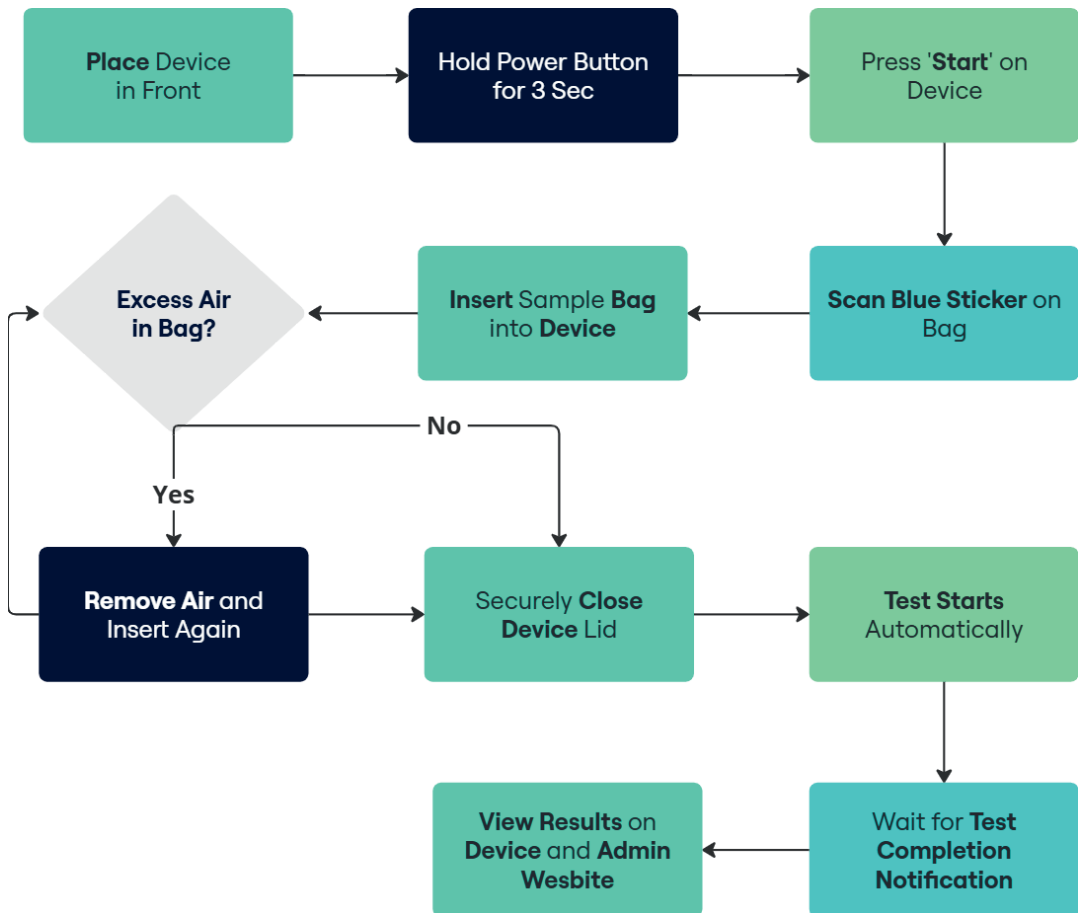 Place Device
in Front
Hold Power Button
for 3 Sec
Press 'Start' on
Device
Scan Blue Sticker on
Bag
Insert Sample Bag
into Device
Excess Air
in Bag?
No
Yes
Remove Air and
Insert Again
Securely Close
Device Lid
Test Starts
Automatically
Wait for Test
Completion
Notification
View Results on
Device and Admin
Wesbite